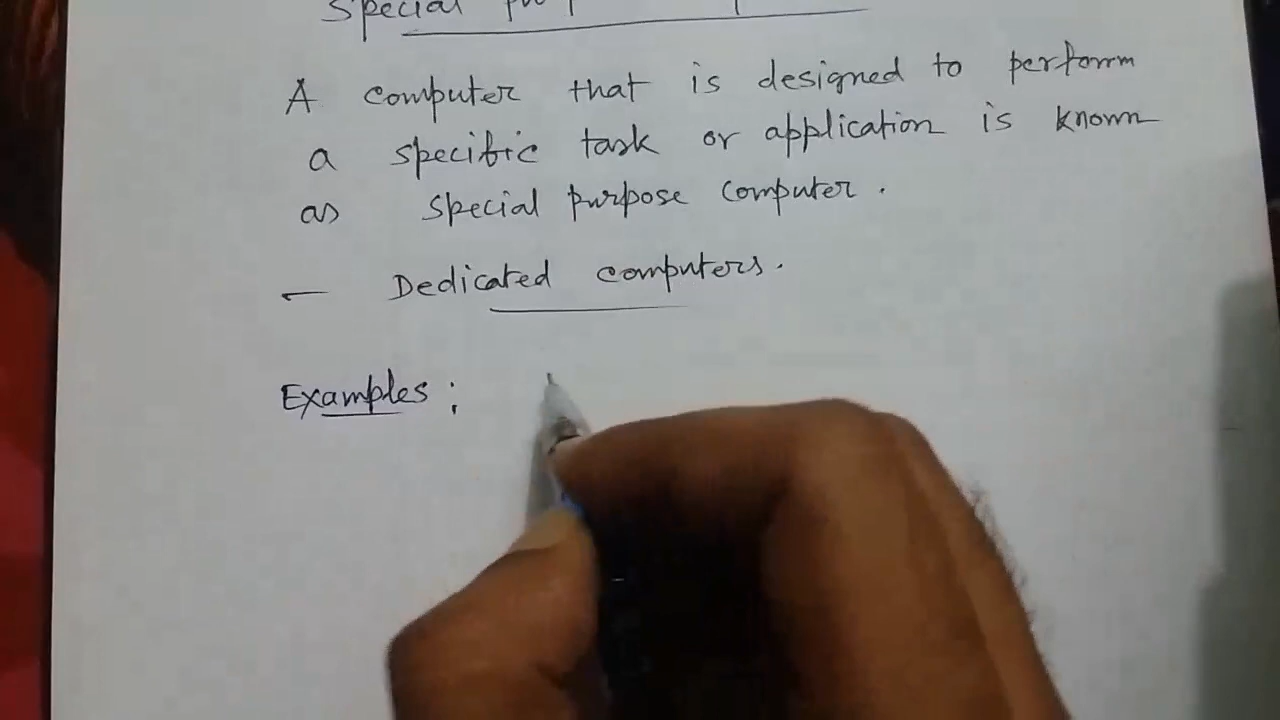 Special
A computer that is designed to perform
a specific task or application is known
as special purpose computer.
— Dedicated computers.
Examples :